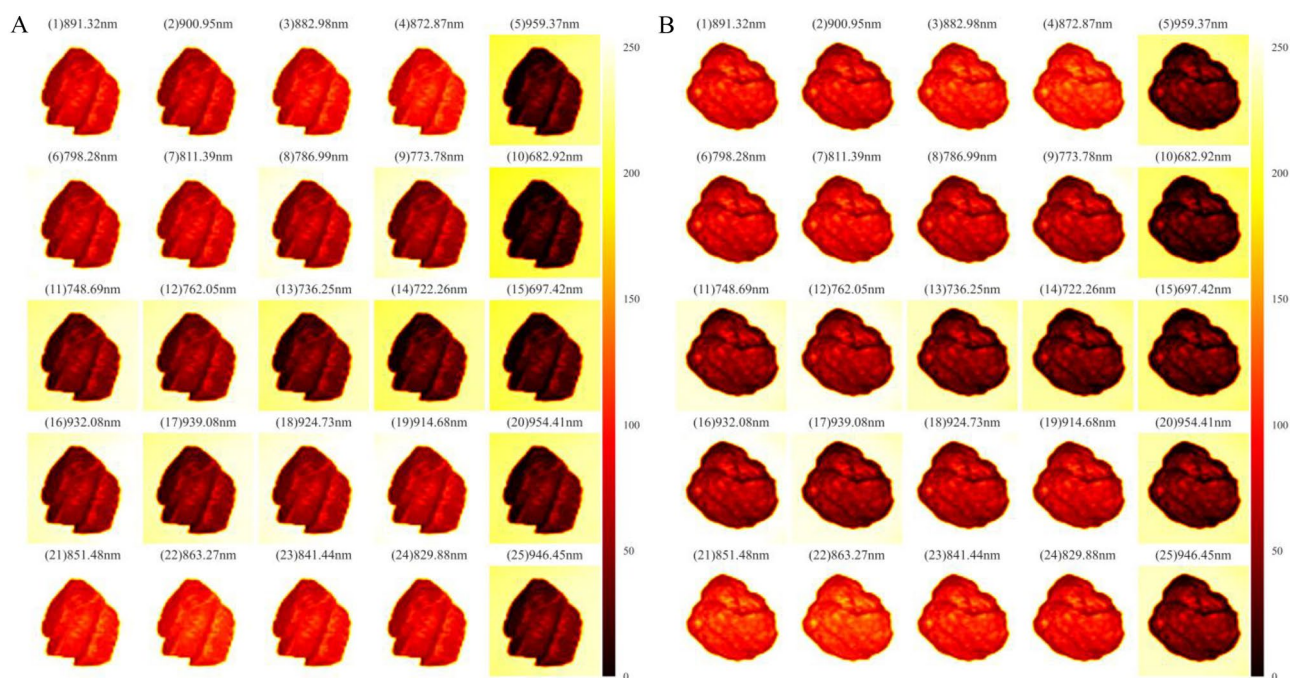 A
(1)891.32nm (2)900.95nm (3)882.98nm (4)872.87nm (5)959.37nm
250
(6)798.28nm (7)811.39nm (8)786.99nm (9)773.78nm (10)682.92nm
200
(11)748.69nm (12)762.05nm (13)736.25nm (14)722.26nm (15)697.42nm
150
100
(16)932.08nm (17)939.08nm (18)924.73nm (19)914.68nm (20)954.41nm
50
(21)851.48nm (22)863.27nm (23)841.44nm (24)829.88nm (25)946.45nm
0
B
(1)891.32nm (2)900.95nm (3)882.98nm (4)872.87nm (5)959.37nm
250
(6)798.28nm (7)811.39nm (8)786.99nm (9)773.78nm (10)682.92nm
200
(11)748.69nm (12)762.05nm (13)736.25nm (14)722.26nm (15)697.42nm
150
100
(16)932.08nm (17)939.08nm (18)924.73nm (19)914.68nm (20)954.41nm
50
(21)851.48nm (22)863.27nm (23)841.44nm (24)829.88nm (25)946.45nm
0